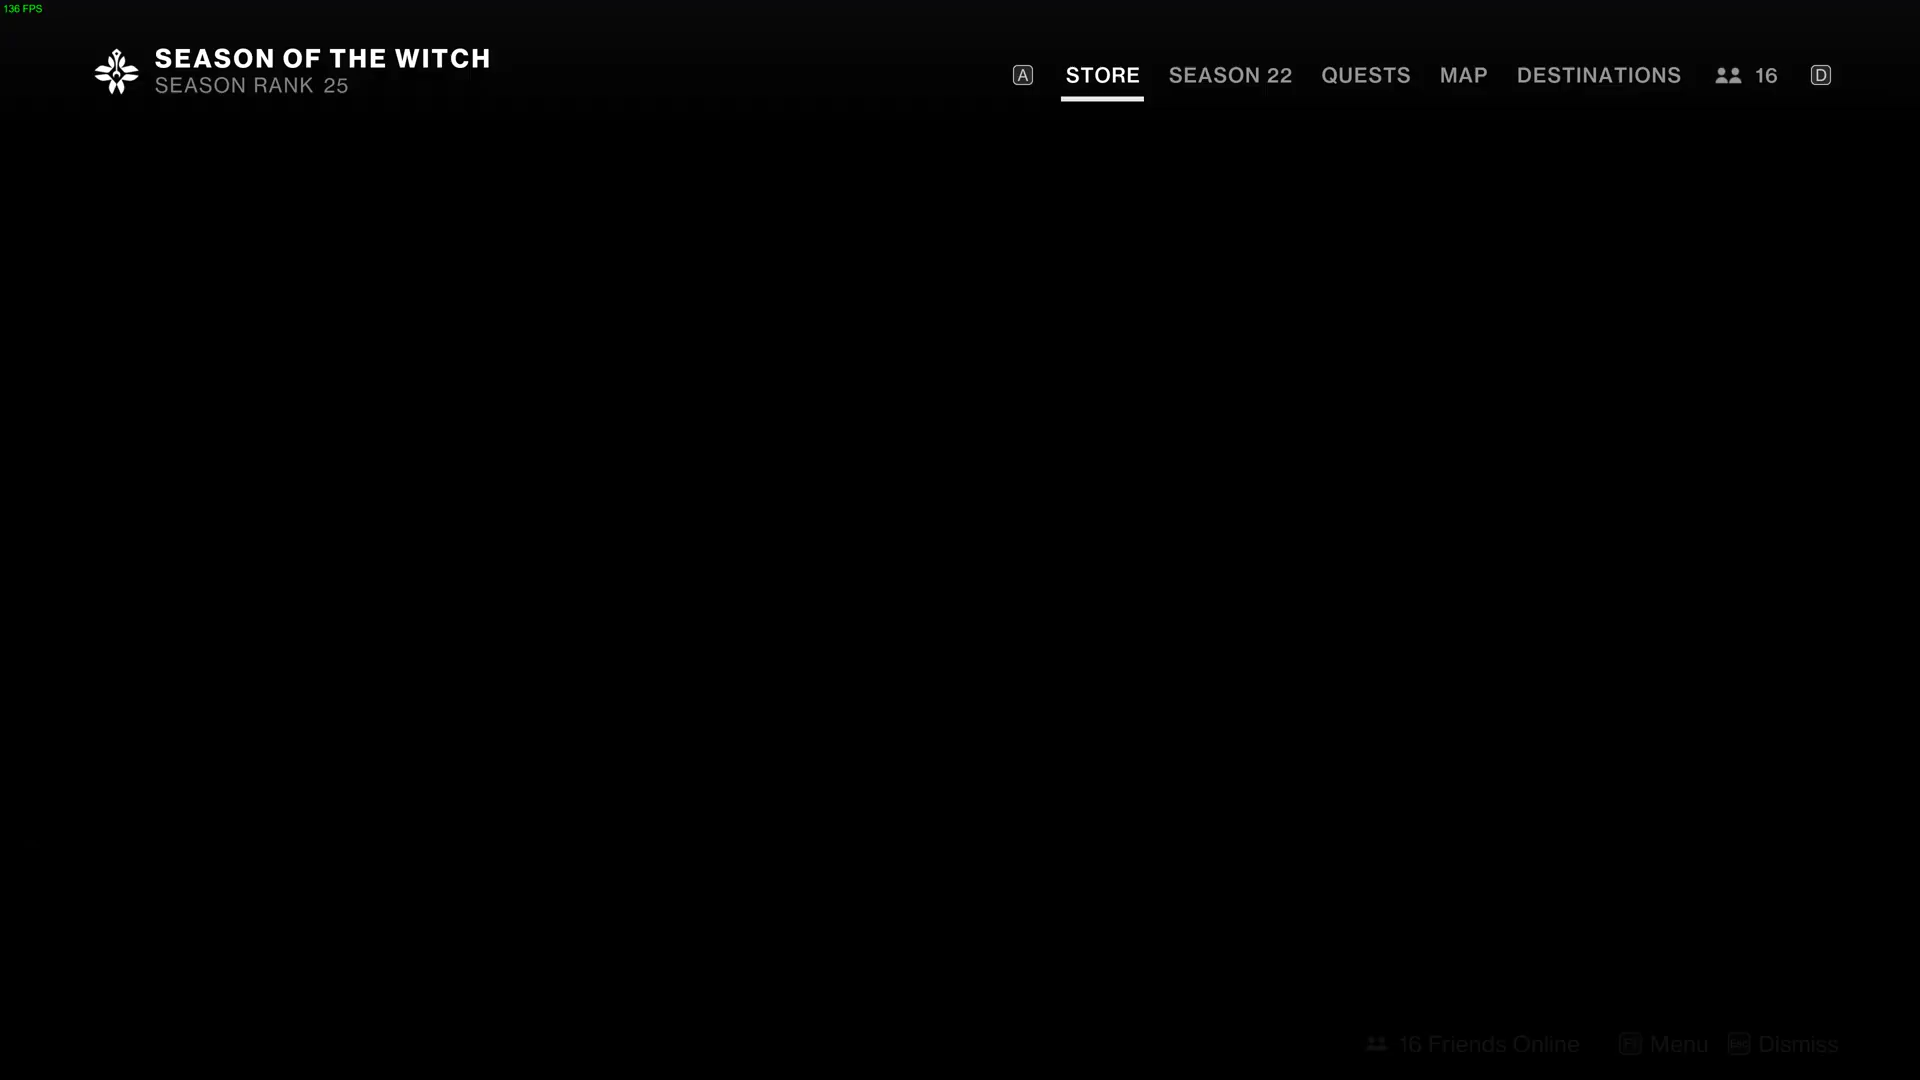 136 FPS
SEASON OF THE WITCH
SEASON RANK 25
A STORE SEASON 22 QUESTS MAP DESTINATIONS 16 D
16 Friends Online Menu Dismiss